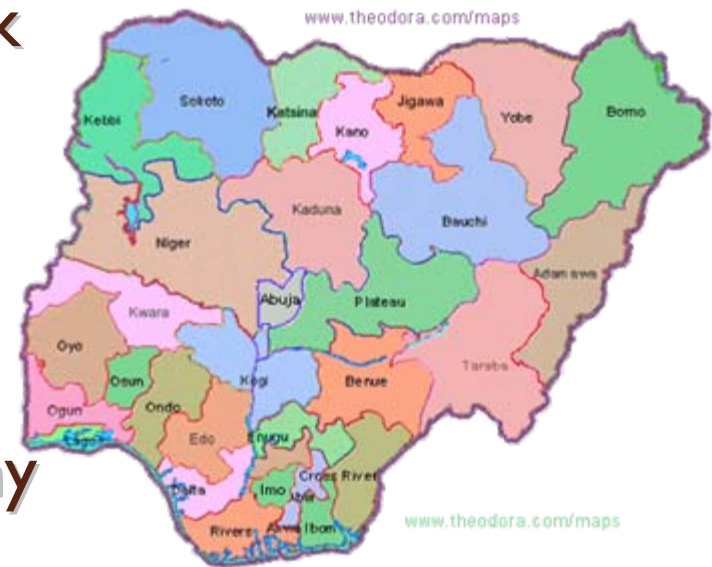 www.theodora.com/maps
k
Sokoto
Katsina
Jigawa
Kebbi
Kano
Yobe
Borno
Kaduna
Bauchi
Niger
Adamawa
Abuja
Plateau
Kwara
Oyo
Taraba
Osun
Kogi
Benue
Ogun
Ondo
Edo
Enugu
Lagos
ny
Delta
Imo
Cross River
Abia
Rivers
Akwa Ibom
www.theodora.com/maps